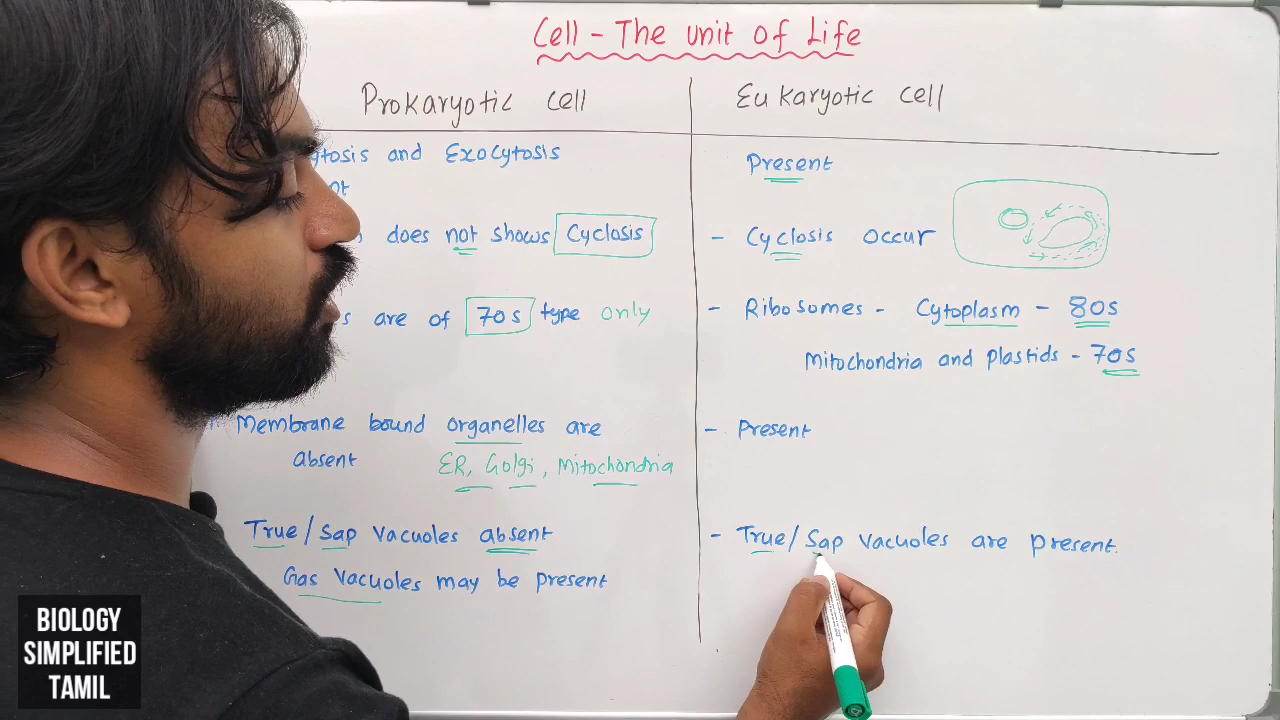 Cell - The unit of Life
Prokaryotic cell
Eukaryotic cell
and Exocytosis
Present
does not shows Cyclosis
- Cyclosis occur
are of 70s type only
- Ribosomes - Cytoplasm - 80s
Mitochondria and plastids - 70s
Membrane bound organelles are
absent
ER, Golgi, Mitochondria
- Present
True/Sap vacuoles absent
Gas vacuoles may be present
- True/Sap vacuoles are present.
BIOLOGY
SIMPLIFIED
TAMIL